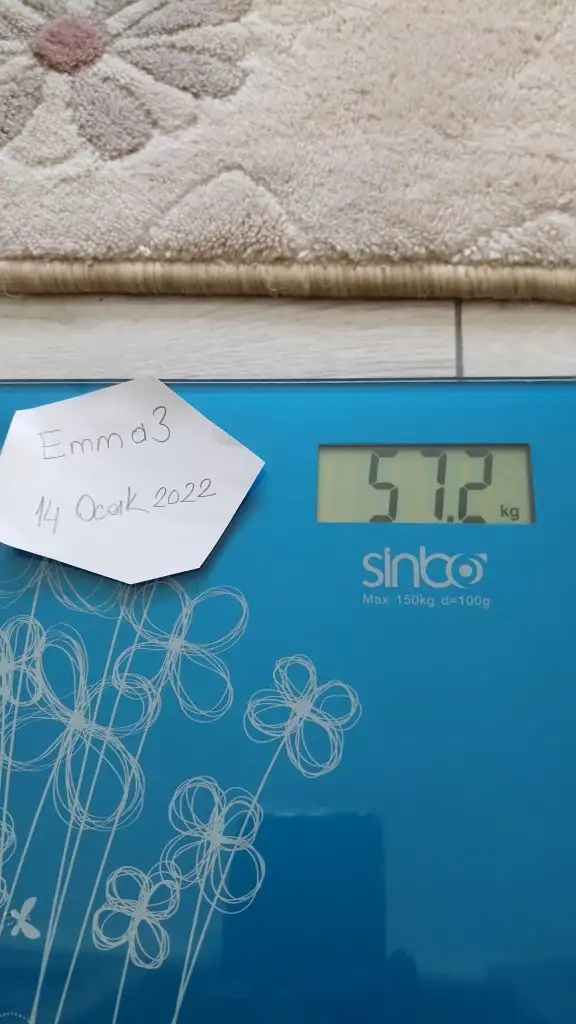 Emma3
14 Ocak 2022
57.2 kg
sinbo
Max 150kg d=100g